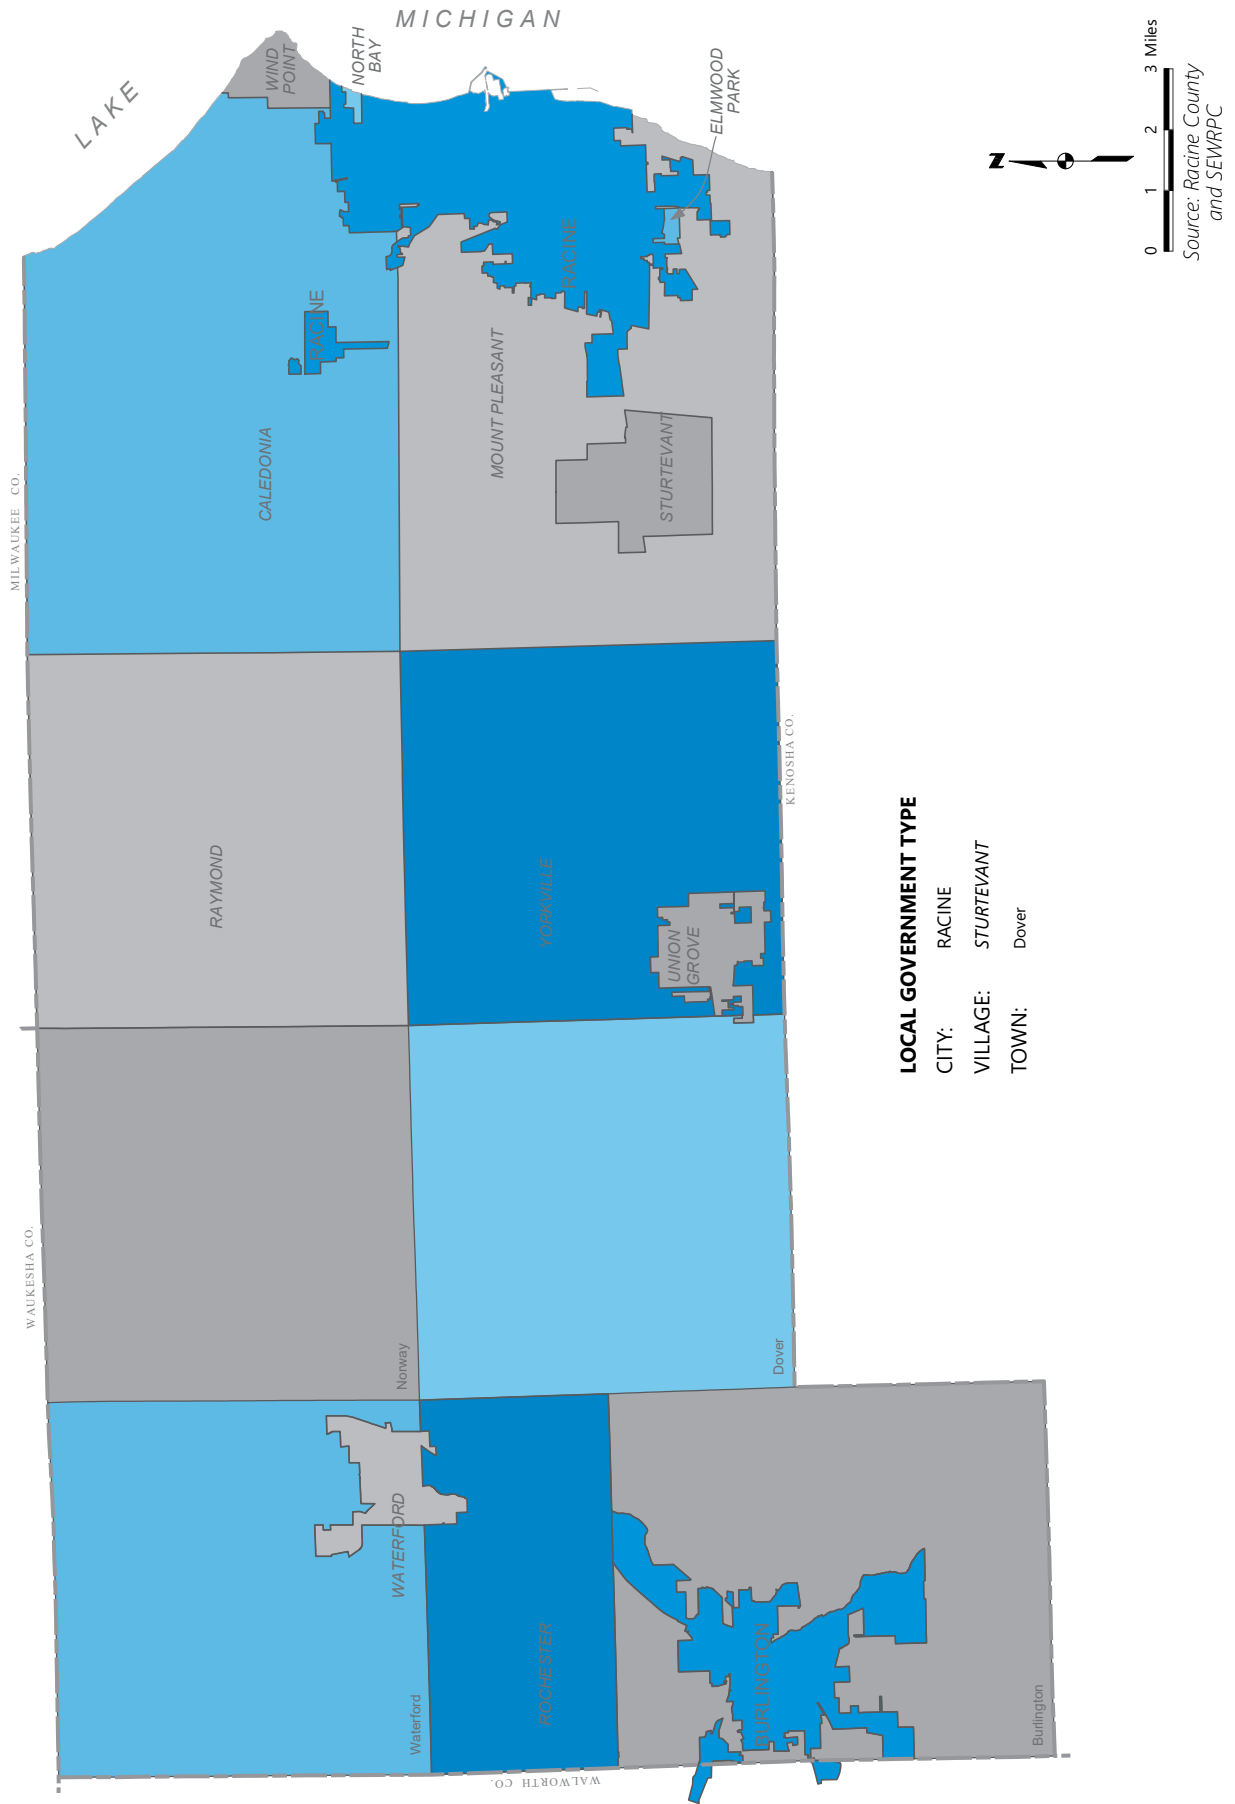 LAKE
MICHIGAN
WIND
POINT
NORTH
BAY
ELMWOOD
PARK
MILWAUKEE CO.
CALEDONIA
RACINE
RACINE
MOUNT PLEASANT
STURTEVANT
RAYMOND
YORKVILLE
UNION
GROVE
KENOSHA CO.
WAUKESHA CO.
Norway
Dover
WATERFORD
Waterford
ROCHESTER
BURLINGTON
Burlington
WALWORTH CO.
LOCAL GOVERNMENT TYPE
CITY: RACINE
VILLAGE: STURTEVANT
TOWN: Dover
N
0 1 2 3 Miles
Source: Racine County
and SEWRPC